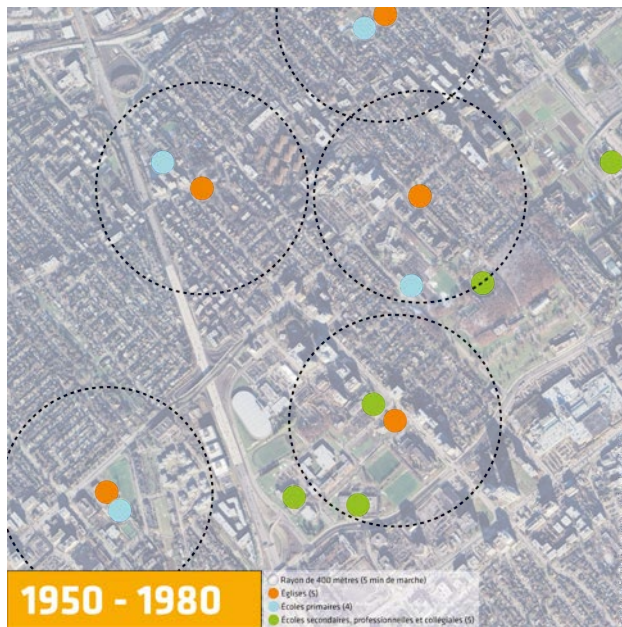 1950 - 1980
Rayon de 400 mètres (5 min de marche)
Églises (5)
Écoles primaires (4)
Écoles secondaires, professionnelles et collégiales (5)